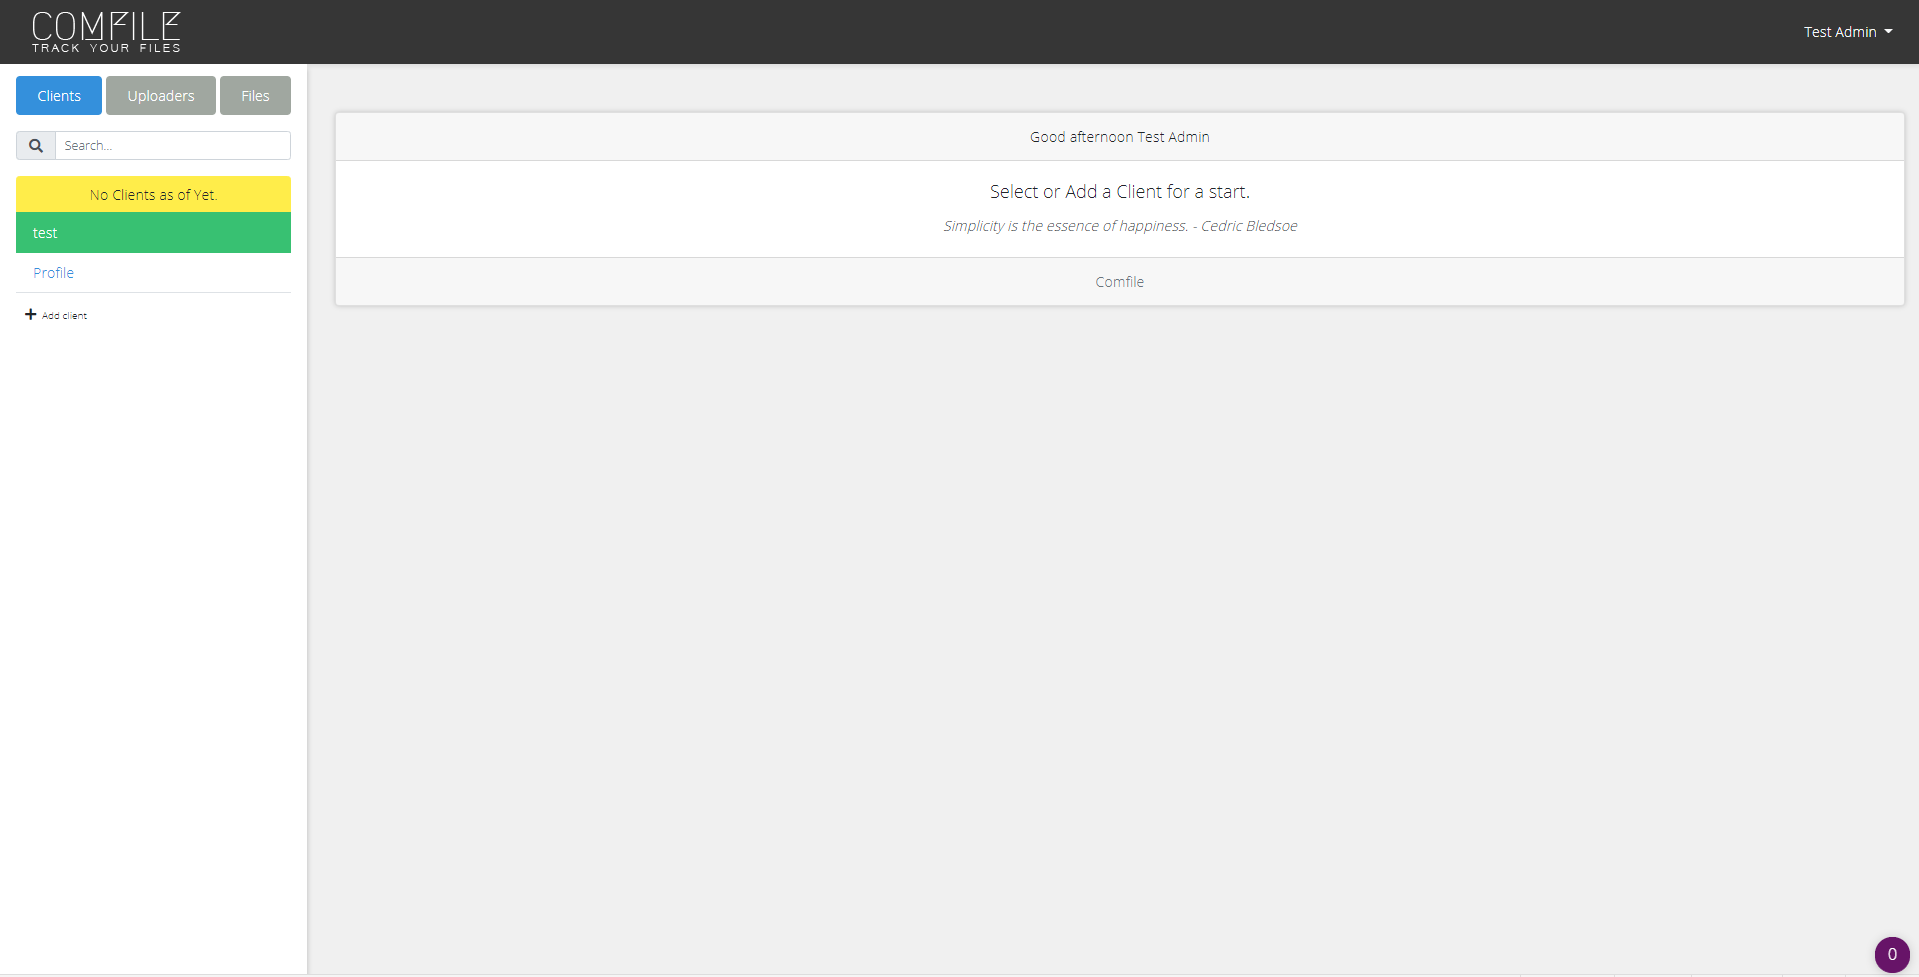 COMFILE
TRACK YOUR FILES
Test Admin
Clients
Uploaders
Files
Search...
No Clients as of Yet.
test
Profile
Add client
Good afternoon Test Admin
Select or Add a Client for a start.
Simplicity is the essence of happiness. - Cedric Bledsoe
Comfile
0